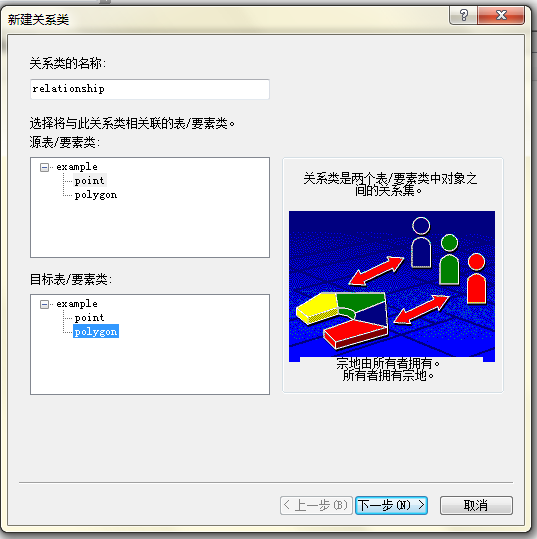 新建关系类
关系类的名称:
relationship
选择将与此关系类相关联的表/要素类。
源表/要素类:
example
point
polygon
关系类是两个表/要素类中对象之
间的关系集。
目标表/要素类:
example
point
polygon
宗地由所有者拥有。
所有者拥有宗地。
< 上一步(B)
下一步(N) >
取消